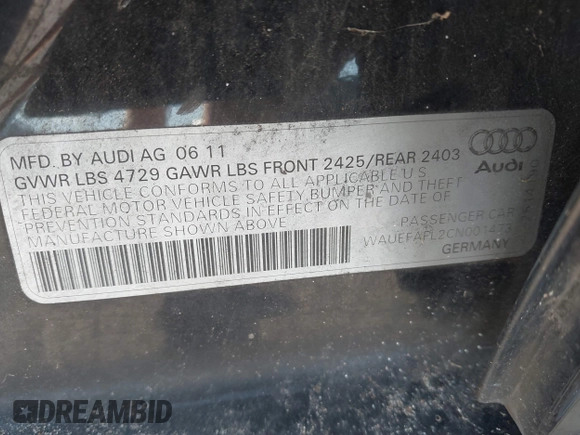 MFD. BY AUDI AG 06 11
GVWR LBS 4729 GAWR LBS FRONT 2425/REAR 2403
THIS VEHICLE CONFORMS TO ALL APPLICABLE U S
FEDERAL MOTOR VEHICLE SAFETY,BUMPER AND THEFT
PREVENTION STANDARDS IN EFFECT ON THE DATE OF
MANUFACTURE SHOWN ABOVE
Audi
PASSENGER CAR
WAUEFAFL2CN001473
GERMANY
DREAMBID